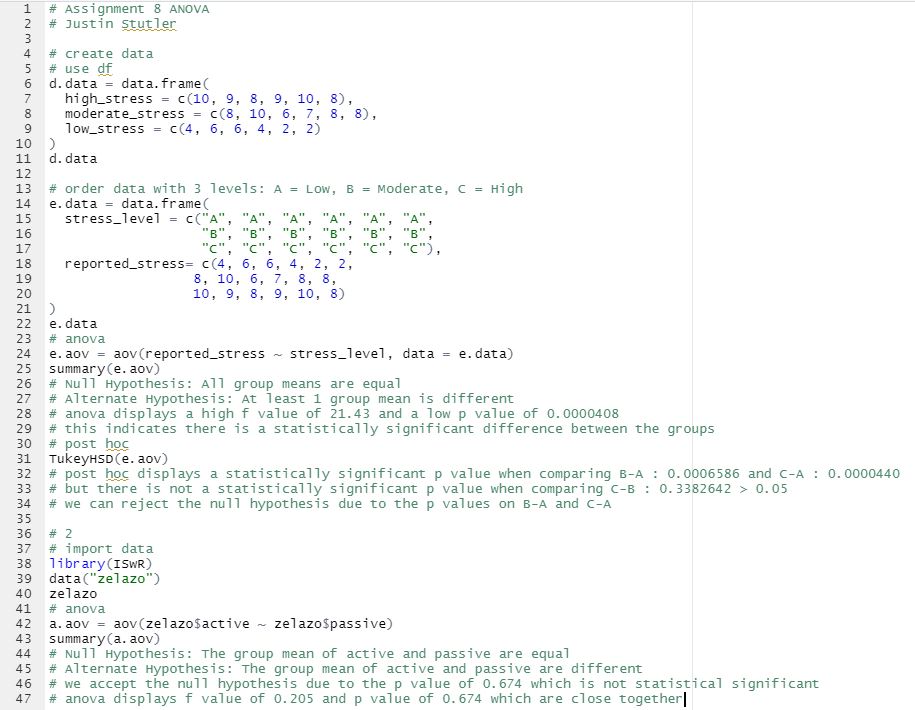 1 # Assignment 8 ANOVA
2 # Justin Stutler
3
4 # create data
5 # use df
6 d.data = data.frame(
7 high_stress = c(10, 9, 8, 9, 10, 8),
8 moderate_stress = c(8, 10, 6, 7, 8, 8),
9 low_stress = c(4, 6, 6, 4, 2, 2)
10 )
11 d.data
12
13 # order data with 3 levels: A = Low, B = Moderate, C = High
14 e.data = data.frame(
15 stress_level = c("A", "A", "A", "A", "A", "A",
16 "B", "B", "B", "B", "B", "B",
17 "C", "C", "C", "C", "C", "C"),
18 reported_stress= c(4, 6, 6, 4, 2, 2,
19 8, 10, 6, 7, 8, 8,
20 10, 9, 8, 9, 10, 8)
21 )
22 e.data
23 # anova
24 e.aov = aov(reported_stress ~ stress_level, data = e.data)
25 summary(e.aov)
26 # Null Hypothesis: All group means are equal
27 # Alternate Hypothesis: At least 1 group mean is different
28 # anova displays a high f value of 21.43 and a low p value of 0.0000408
29 # this indicates there is a statistically significant difference between the groups
30 # post hoc
31 TukeyHSD(e.aov)
32 # post hoc displays a statistically significant p value when comparing B-A : 0.0006586 and C-A : 0.0000440
33 # but there is not a statistically significant p value when comparing C-B : 0.3382642 > 0.05
34 # we can reject the null hypothesis due to the p values on B-A and C-A
35
36 # 2
37 # import data
38 library(ISwR)
39 data("zelazo")
40 zelazo
41 # anova
42 a.aov = aov(zelazo$active ~ zelazo$passive)
43 summary(a.aov)
44 # Null Hypothesis: The group mean of active and passive are equal
45 # Alternate Hypothesis: The group mean of active and passive are different
46 # we accept the null hypothesis due to the p value of 0.674 which is not statistical significant
47 # anova displays f value of 0.205 and p value of 0.674 which are close together